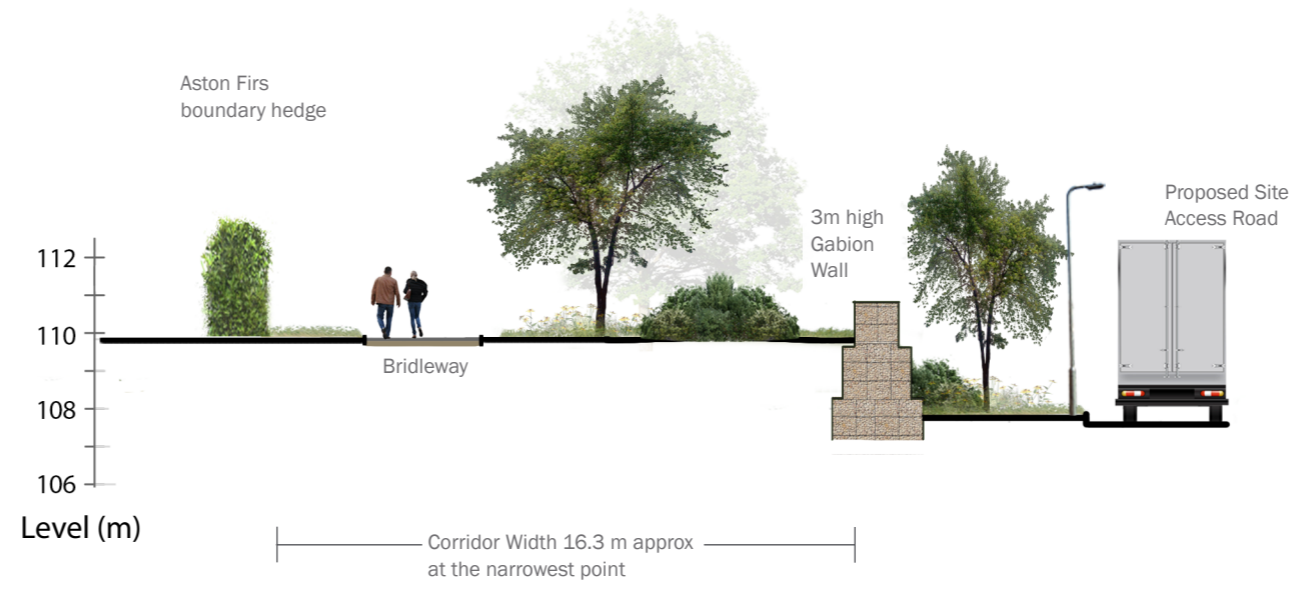 Aston Firs
boundary hedge
3m high
Gabion
Wall
Proposed Site
Access Road
112
110
108
106
Level (m)
Bridleway
Corridor Width 16.3 m approx
at the narrowest point